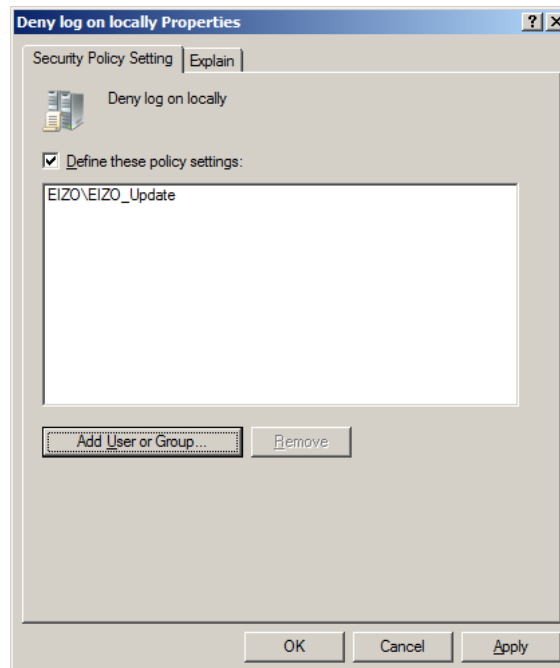 Deny log on locally Properties
Security Policy Setting
Explain
Deny log on locally
Define these policy settings:
EIZO\EIZO_Update
Add User or Group...
Remove
OK
Cancel
Apply